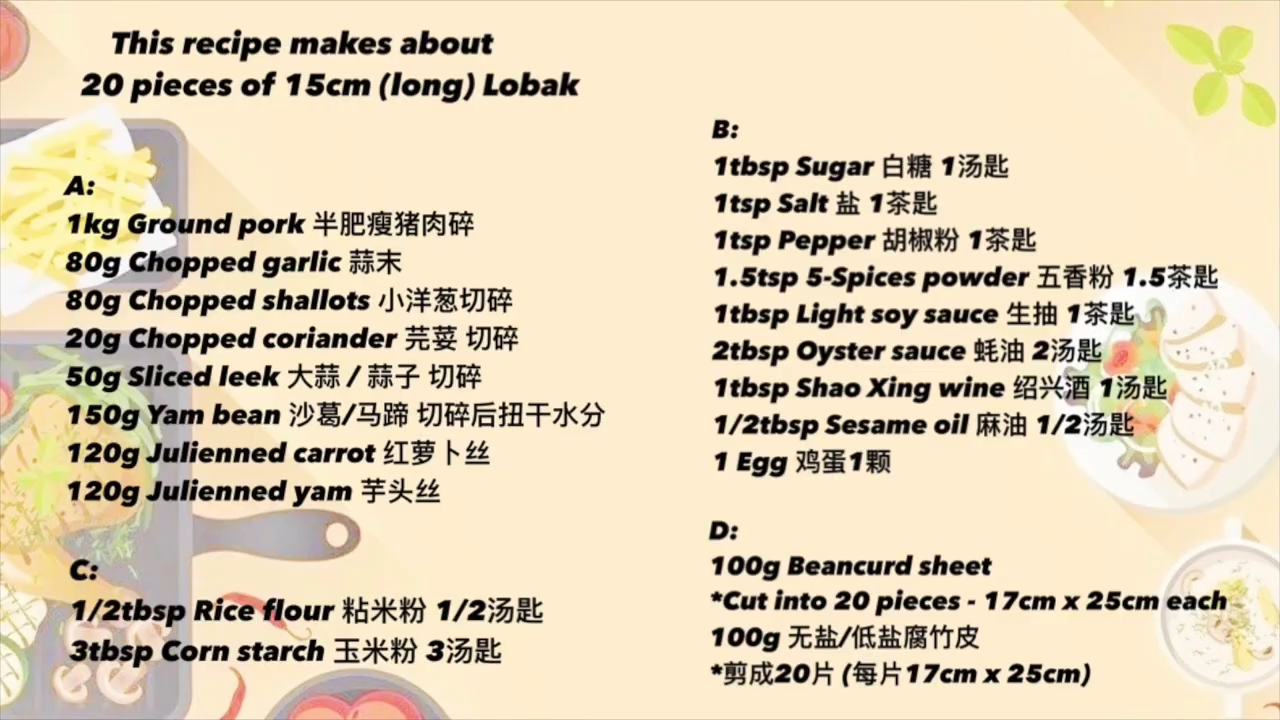 This recipe makes about
20 pieces of 15cm (long) Lobak
A:
1kg Ground pork 半肥瘦猪肉碎
80g Chopped garlic 蒜末
80g Chopped shallots 小洋葱切碎
20g Chopped coriander 芫荽 切碎
50g Sliced leek 大蒜 / 蒜子 切碎
150g Yam bean 沙葛/马蹄 切碎后扭干水分
120g Julienned carrot 红萝卜丝
120g Julienned yam 芋头丝
C:
1/2tbsp Rice flour 粘米粉 1/2汤匙
3tbsp Corn starch 玉米粉 3汤匙
B:
1tbsp Sugar 白糖 1汤匙
1tsp Salt 盐 1茶匙
1tsp Pepper 胡椒粉 1茶匙
1.5tsp 5-Spices powder 五香粉 1.5茶匙
1tbsp Light soy sauce 生抽 1茶匙
2tbsp Oyster sauce 蚝油 2汤匙
1tbsp Shao Xing wine 绍兴酒 1汤匙
1/2tbsp Sesame oil 麻油 1/2汤匙
1 Egg 鸡蛋1颗
D:
100g Beancurd sheet
*Cut into 20 pieces - 17cm x 25cm each
100g 无盐/低盐腐竹皮
*剪成20片 (每片17cm x 25cm)